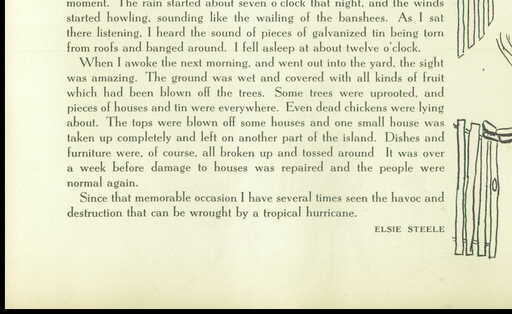 moment. The rain started about seven o'clock that night, and the winds
started howling, sounding like the wailing of the banshees. As I sat
there listening, I heard the sound of pieces of galvanized tin being torn
from roofs and banged around. I fell asleep at about twelve o'clock.
When I awoke the next morning, and went out into the yard, the sight
was amazing. The ground was wet and covered with all kinds of fruit
which had been blown off the trees. Some trees were uprooted, and
pieces of houses and tin were everywhere. Even dead chickens were lying
about. The tops were blown off some houses and one small house was
taken up completely and left on another part of the island. Dishes and
furniture were, of course, all broken up and tossed around It was over
a week before damage to houses was repaired and the people were
normal again.
Since that memorable occasion I have several times seen the havoc and
destruction that can be wrought by a tropical hurricane.
ELSIE STEELE